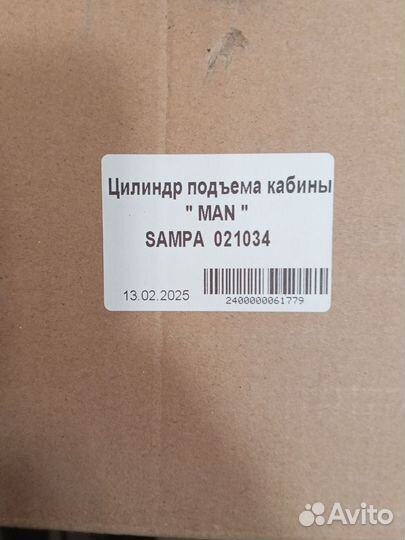 Цилиндр подъема кабины
" MAN "
SAMPA 021034
13.02.2025
2400000061779
Avito